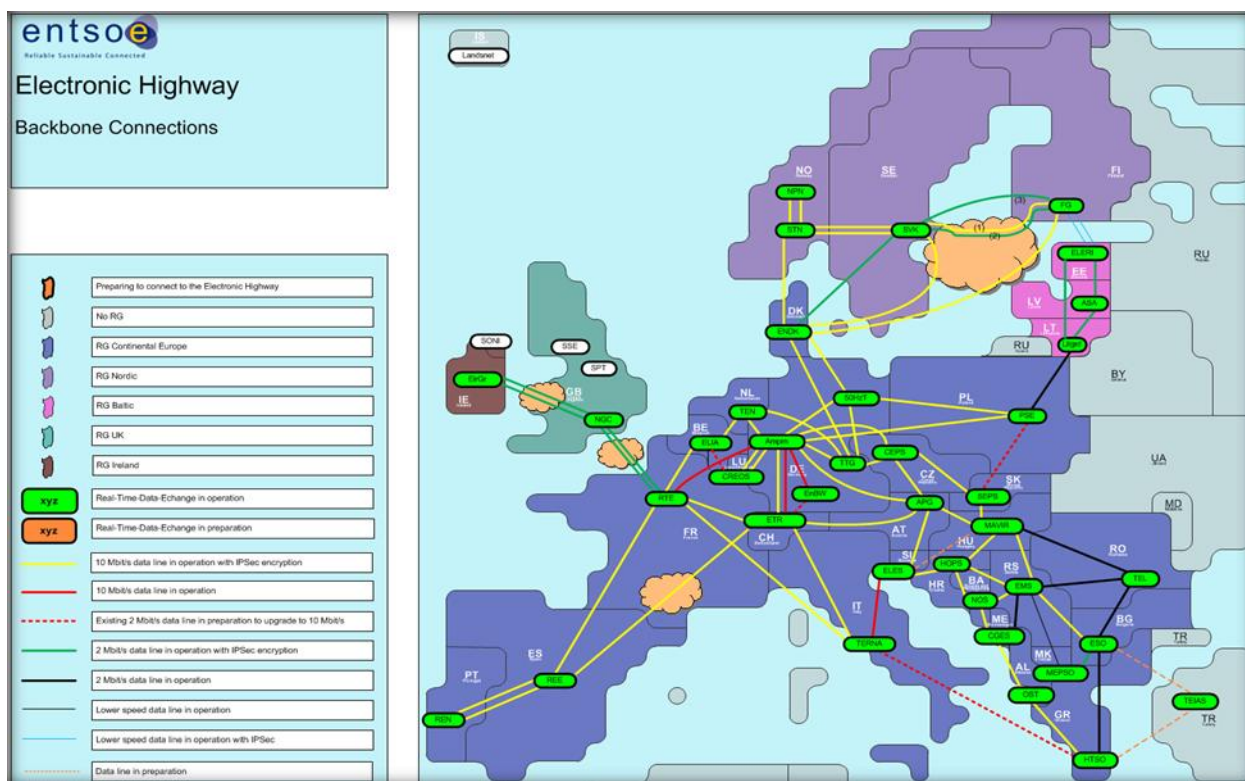 entsoe
Reliable Sustainable Connected
Electronic Highway
Backbone Connections
Preparing to connect to the Electronic Highway
No RG
RG Continental Europe
RG Nordic
RG Baltic
RG UK
RG Ireland
xyz
Real-Time-Data-Echange in operation
xyz
Real-Time-Data-Echange in preparation
10 Mbit/s data line in operation with IPSec encryption
10 Mbit/s data line in operation
Existing 2 Mbit/s data line in preparation to upgrade to 10 Mbit/s
2 Mbit/s data line in operation with IPSec encryption
2 Mbit/s data line in operation
Lower speed data line in operation
Lower speed data line in operation with IPSec
Data line in preparation
IS
Landsnet
NO
SE
FI
NPN
(3)
FG
STN
SVK
(1)
(2)
RU
ELERI
EE
LV
ABA
DK
LT
ENDK
SONI
SSE
RU
SPT
BY
EirGr
IE
GB
NGC
NL
TEN
50HzT
PL
PSE
BE
ELIA
LU
CREOS
DE
TTG
CEPS
CZ
UA
EnBW
SK
SEPS
RTE
APG
MD
ETR
MAVIR
FR
CH
AT
HU
RO
SI
ELES
HOPS
HR
BA
RS
EMS
TEL
NOS
IT
ME
CGES
BG
TERNA
ESO
TR
ES
MK
MEPSO
PT
AL
REE
OST
TEIAS
REN
GR
TR
HTSO